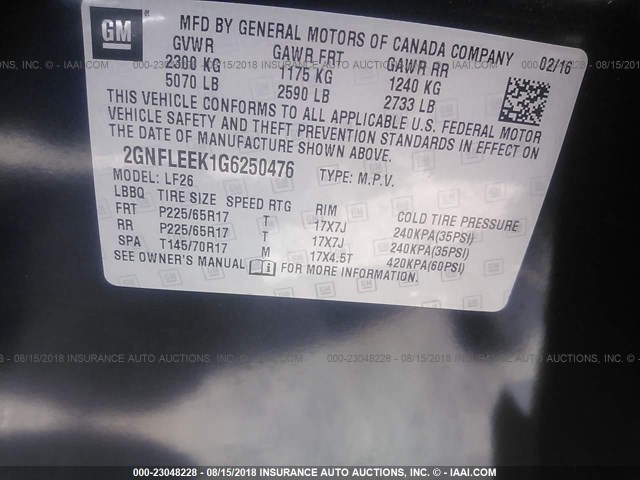 GM
MFD BY GENERAL MOTORS OF CANADA COMPANY
GVWR GAWR FRT GAWR RR 02/16
2300 KG 1175 KG 1240 KG
5070 LB 2590 LB 2733 LB
THIS VEHICLE CONFORMS TO ALL APPLICABLE U.S. FEDERAL MOTOR
VEHICLE SAFETY AND THEFT PREVENTION STANDARDS IN EFFECT ON
THE DATE OF MANUFACTURE SHOWN ABOVE.
2GNFLEEK1G6250476 TYPE: M.P.V.
MODEL: LF26
LBBQ TIRE SIZE SPEED RTG RIM COLD TIRE PRESSURE
FRT P225/65R17 T 17X7J 240KPA(35PSI)
RR P225/65R17 T 17X7J 240KPA(35PSI)
SPA T145/70R17 M 17X4.5T 420KPA(60PSI)
SEE OWNER'S MANUAL FOR MORE INFORMATION.
000-23048228 - 08/15/2018 INSURANCE AUTO AUCTIONS, INC. - © IAAI.COM